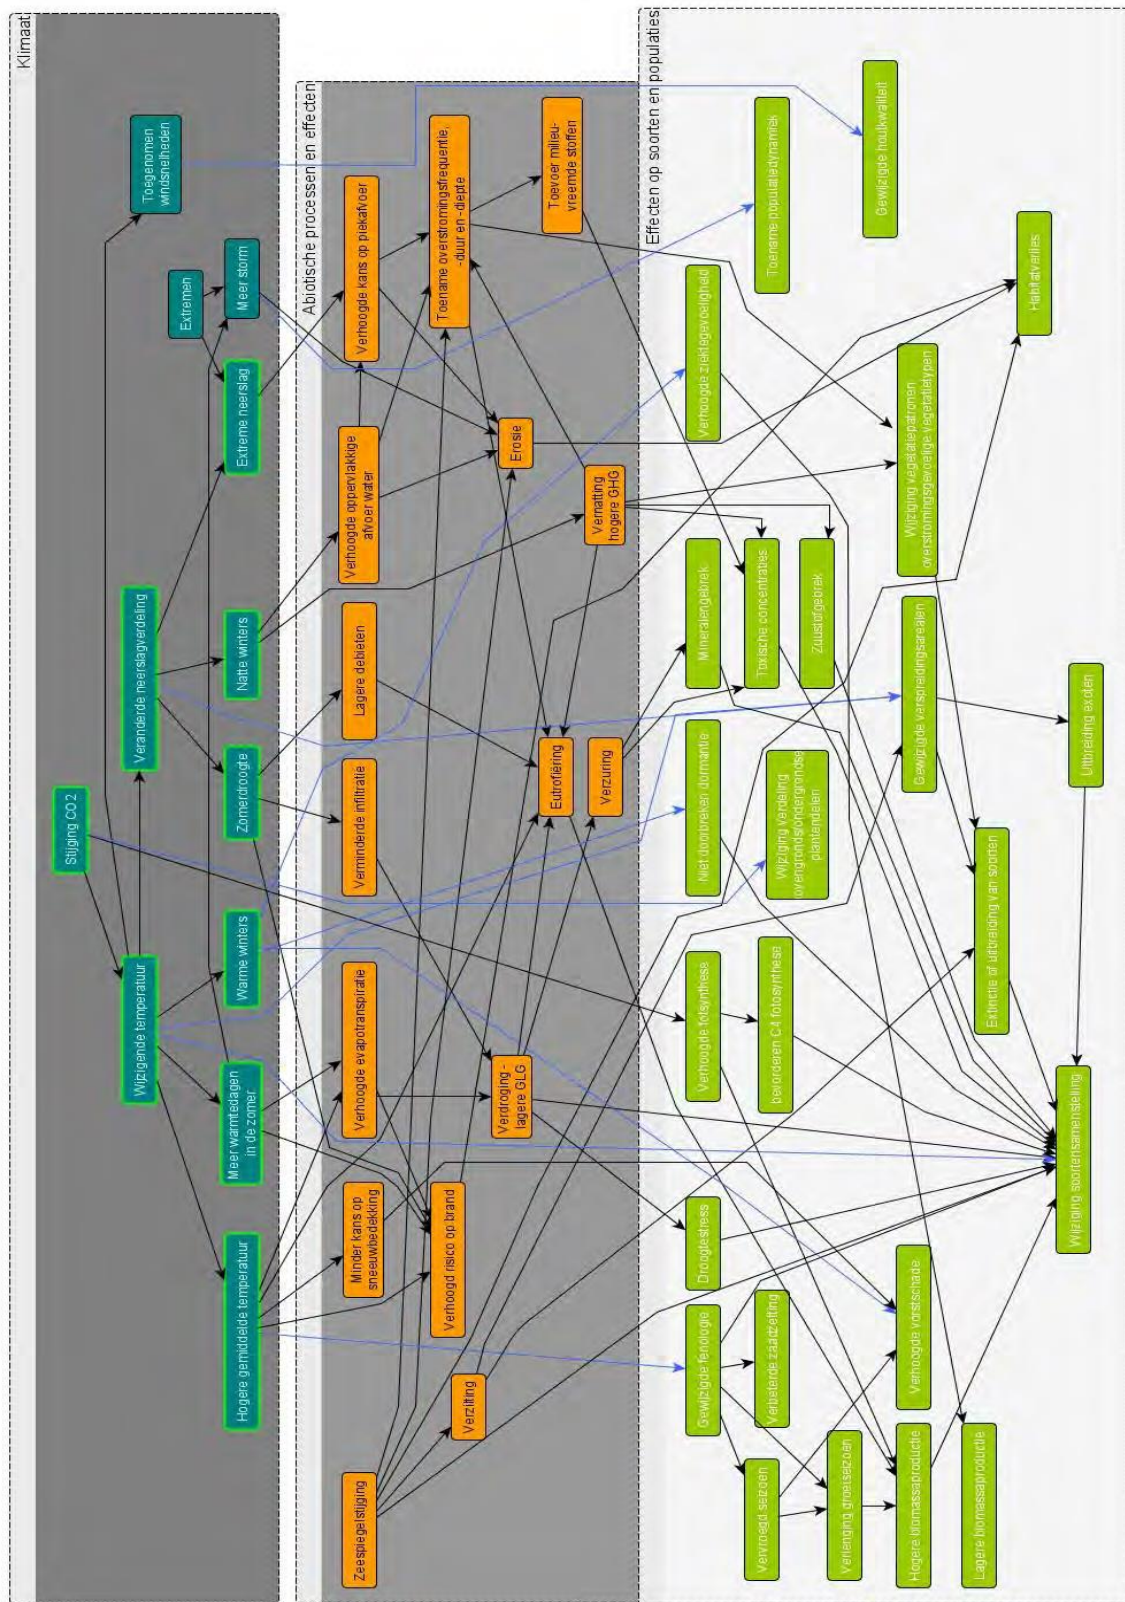 Klimaat
Stijging CO2
Wijzigende temperatuur
Veranderde neerslagverdeling
Toegenomen
windsnelheden
Extremen
Hogere gemiddelde temperatuur
Meer warmtedagen
in de zomer.
Warme winters
Zomerdroogte
Natte winters
Extreme neerslag
Meer storm
Abiotische processen en effecten
Zeespiegelstijging
Minder kans op
sneeuwbedekking
Verhoogde evapotranspiratie
Verminderde infiltratie
Lagere debieten
Verhoogde oppervlakkige
afvoer water
Verhoogde kans op piekafvoer
Verhoogd risico op brand
Toename overstromingsfrequentie,
-duur en -diepte
Verzilting
Verdroging -
lagere GLG
Erosie
Eutrofiëring
Toevoer milieu-
vreemde stoffen
Verzuring
Vernatting
hogere GHG
Effecten op soorten en populaties
Gewijzigde fenologie
Droogtestress
Verhoogde fotsynthese
Niet doorbreken dormantie
Mineralengebrek
Verhoogde ziektegevoeligheid
Vervroegd seizoen
Verbeterde zaadzetting
bevorderen C4 fotosynthese
Wijziging verdeling
bovengronds/ondergrondse
plantendelen
Toxische concentraties
Toename populatiedynamiek
Verlenging groeiseizoen
Zuustofgebrek
Gewijzigde houtkwaliteit
Hogere biomassaproductie
Verhoogde vorstschade
Gewijzigde verspreidingsarealen
Wijziging vegetatiepatronen
overstromingsgevoelige vegetatietypen
Lagere biomassaproductie
Extinctie of uitbreiding van soorten
Habitatverlies
Wijziging soortensamenstelling
Uitbreiding exoten